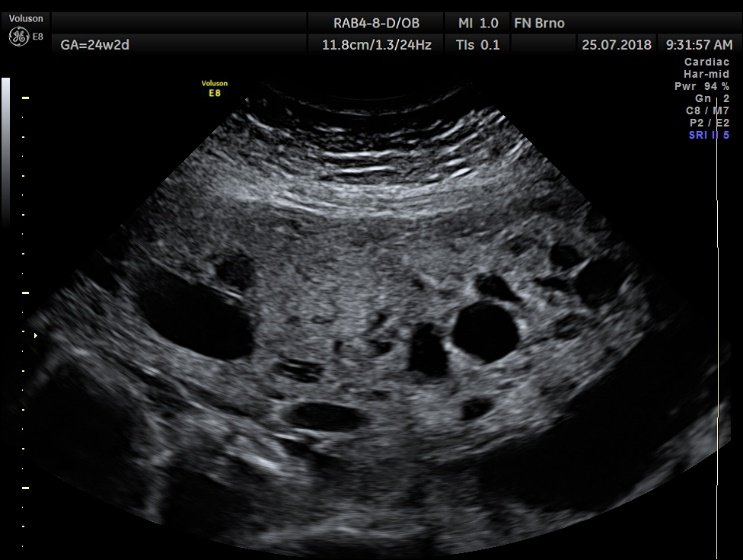 Voluson
E8
RAB4-8-D/OB
MI 1.0
FN Brno
GA=24w2d
11.8cm/1.3/24Hz
TIs 0.1
25.07.2018
9:31:57 AM
Voluson
E8
Cardiac
Har-mid
Pwr 94 %
Gn 2
C8 / M7
P2 / E2
SRI II 5